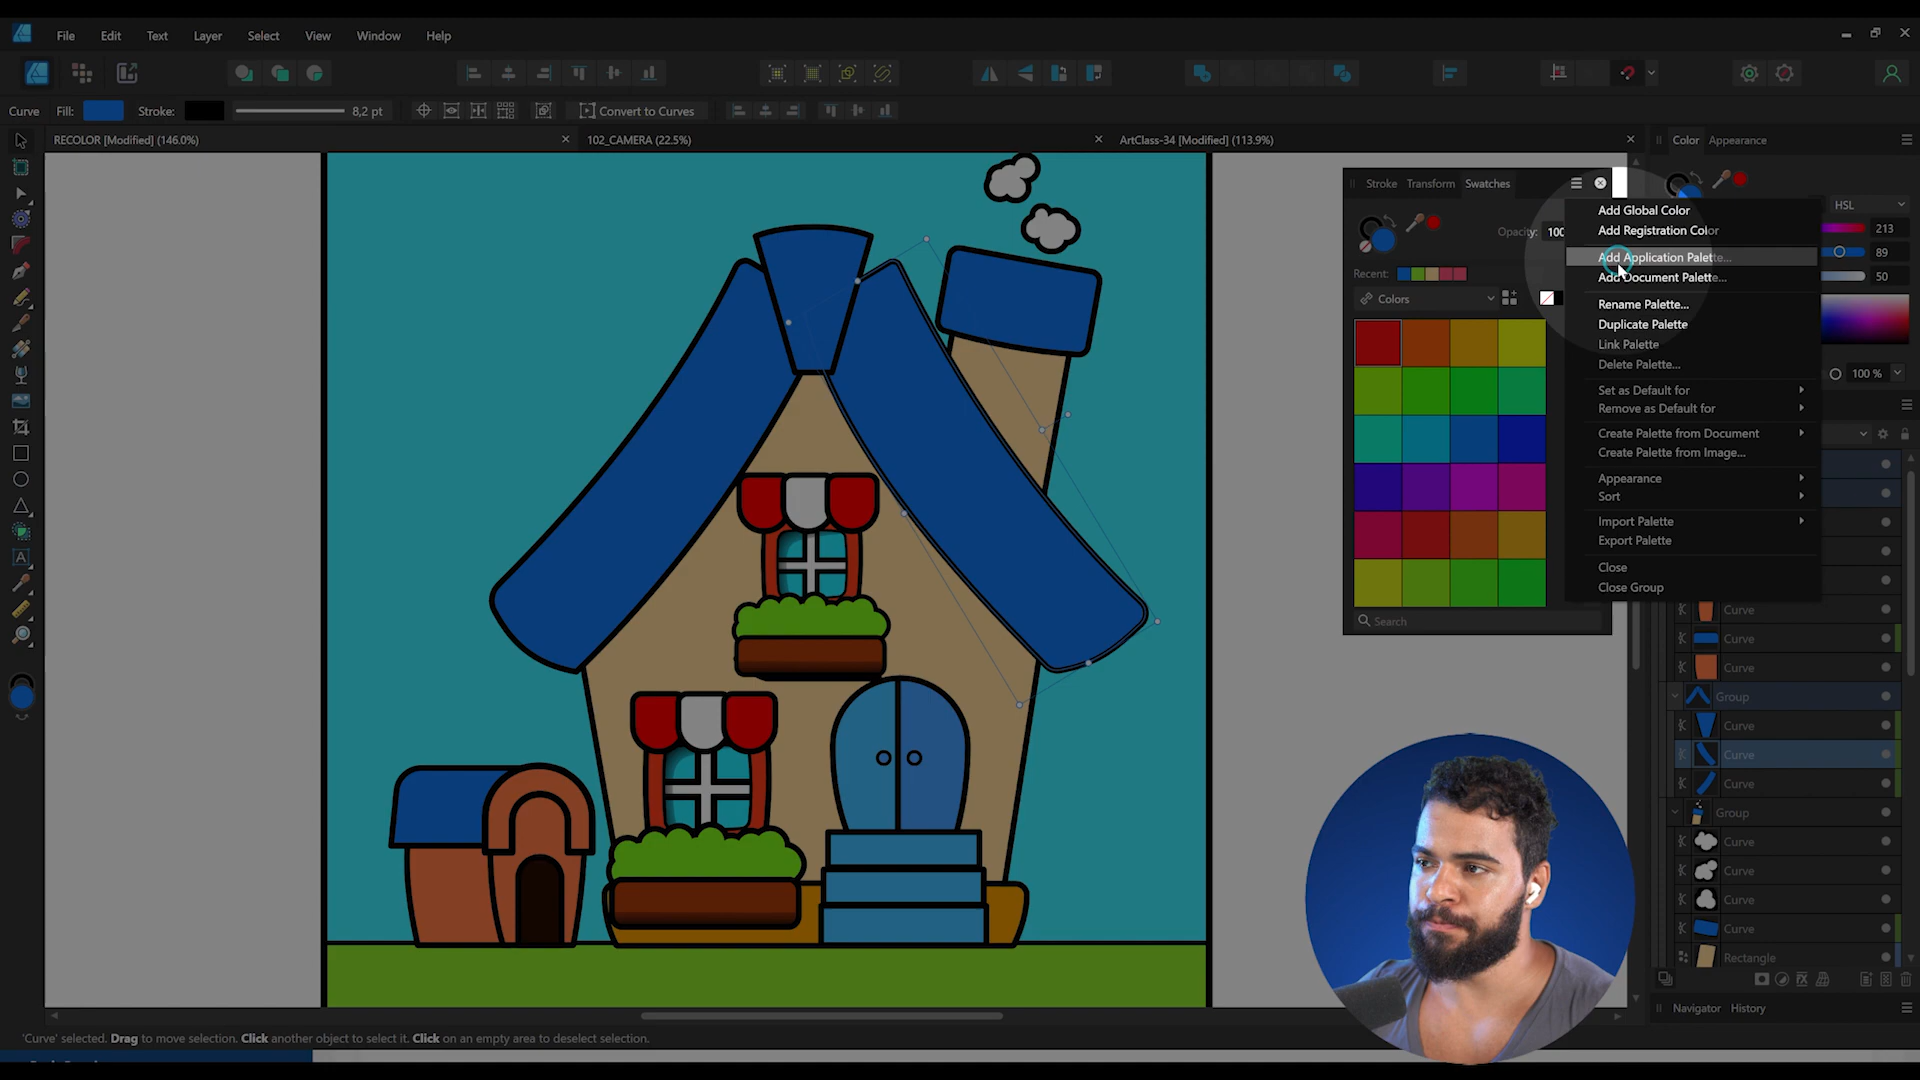 File Edit Text Layer Select View Window Help
Curve Fill: Stroke: 8,2 pt Convert to Curves
RECOLOR [Modified] (146.0%) 102_CAMERA (22.5%) ArtClass-34 [Modified] (113.9%)
Color Appearance
Stroke Transform Swatches
HSL
Opacity: 100
213
89
50
Recent:
Colors
100 %
Search
Add Global Color
Add Registration Color
Add Application Palette...
Add Document Palette...
Rename Palette...
Duplicate Palette
Link Palette
Delete Palette...
Set as Default for
Remove as Default for
Create Palette from Document
Create Palette from Image...
Appearance
Sort
Import Palette
Export Palette
Close
Close Group
Curve
Curve
Curve
Group
Curve
Curve
Curve
Group
Curve
Curve
Curve
Curve
Rectangle
Navigator History
'Curve' selected. Drag to move selection. Click another object to select it. Click on an empty area to deselect selection.